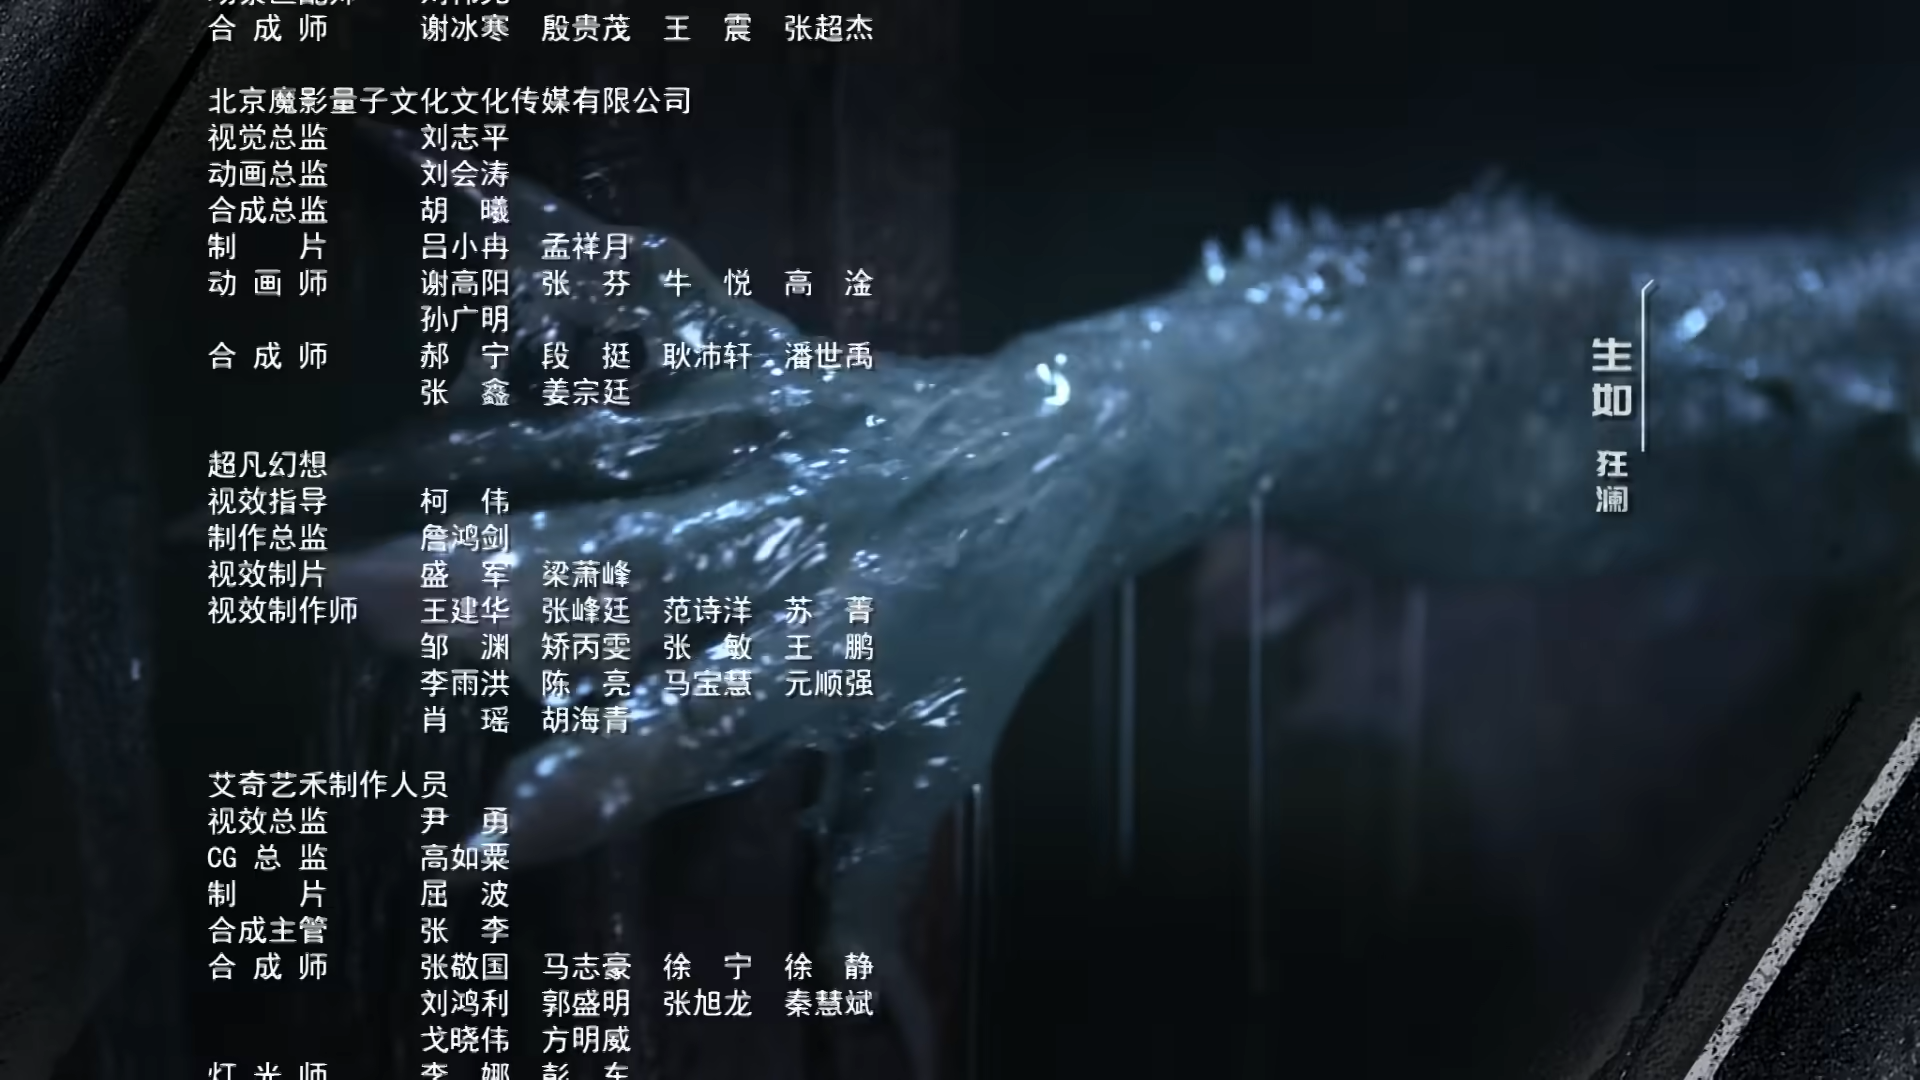 合成师 谢冰寒 殷贵茂 王震 张超杰
北京魔影量子文化文化传媒有限公司
视觉总监 刘志平
动画总监 刘会涛
合成总监 胡曦
制片 吕小冉 孟祥月
动画师 谢高阳 张芬 牛悦 高淦
孙广明
合成师 郝宁 段挺 耿沛轩 潘世禹
张鑫 姜宗廷
超凡幻想
视效指导 柯伟
制作总监 詹鸿剑
视效制片 盛军 梁萧峰
视效制作师 王建华 张峰廷 范诗洋 苏菁
邹渊 矫丙雯 张敏 王鹏
李雨洪 陈亮 马宝慧 元顺强
肖瑶 胡海青
艾奇艺禾制作人员
视效总监 尹勇
CG总监 高如粟
制片 屈波
合成主管 张李
合成师 张敬国 马志豪 徐宁 徐静
刘鸿利 郭盛明 张旭龙 秦慧斌
戈晓伟 方明威
灯光师 李娜
生如
狂澜